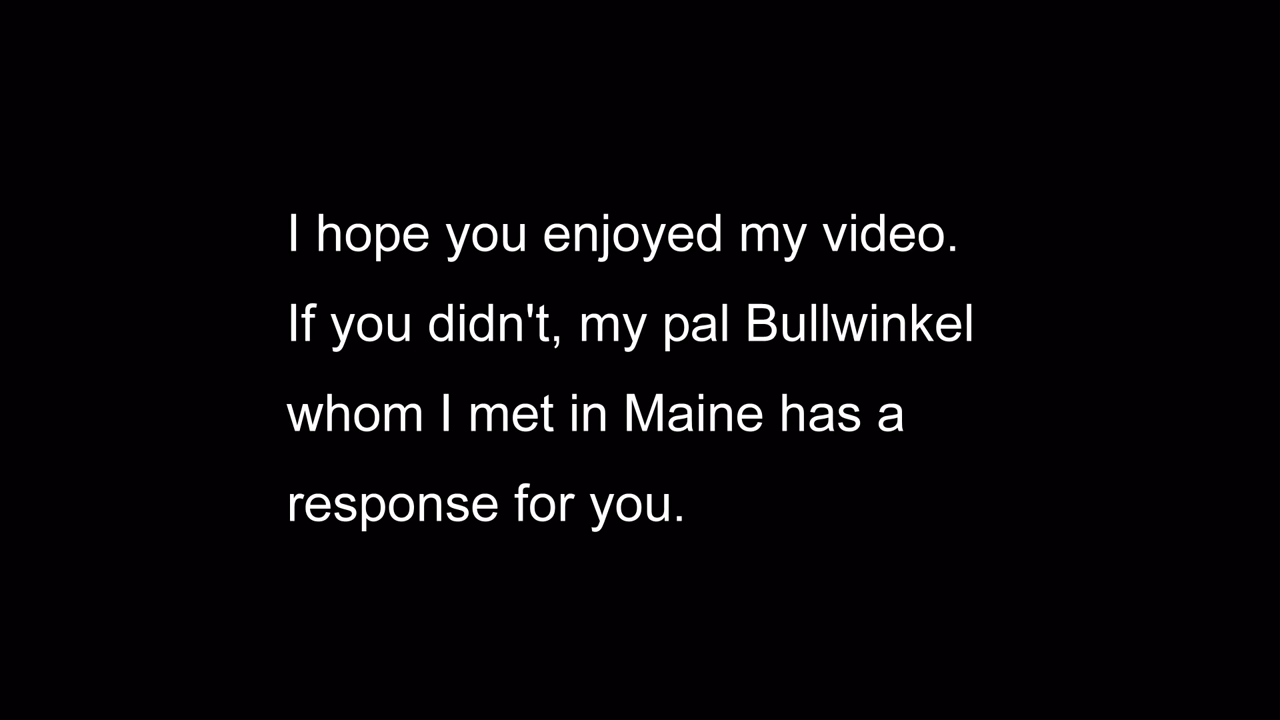 I hope you enjoyed my video.
If you didn't, my pal Bullwinkel
whom I met in Maine has a
response for you.